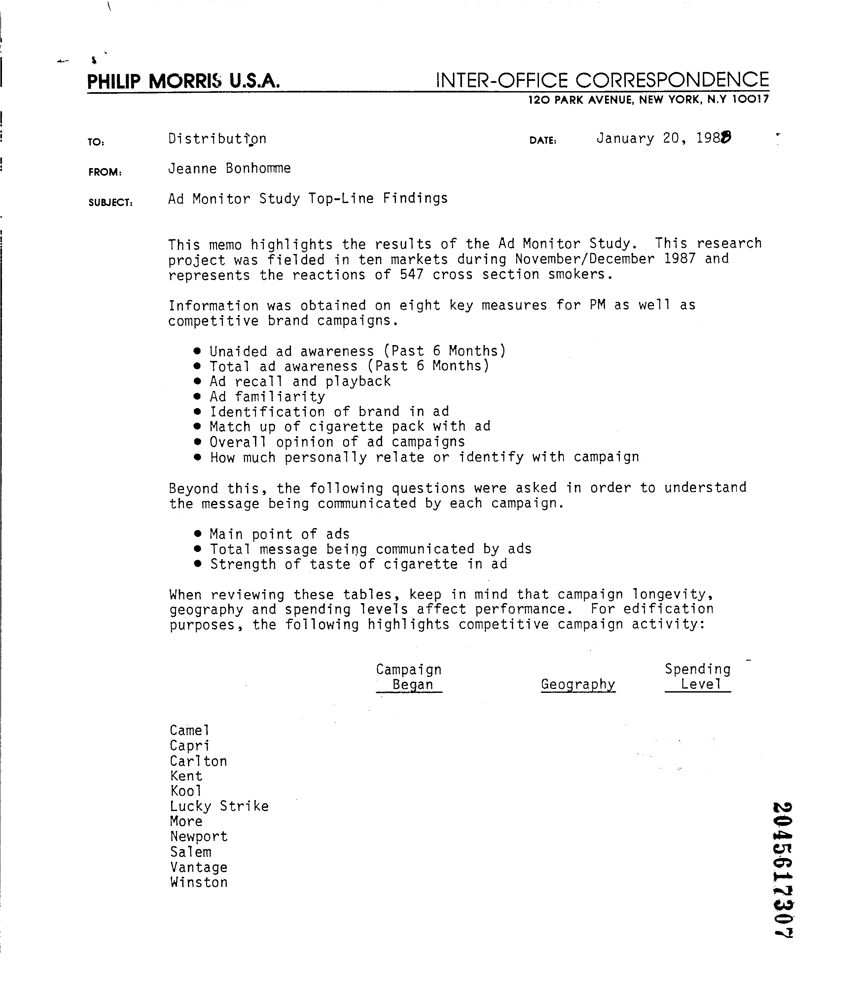 PHILIP MORRIS U.S.A. INTER-OFFICE CORRESPONDENCE
120 PARK AVENUE, NEW YORK, N.Y 10017
TO: Distribution DATE: January 20, 1988
FROM: Jeanne Bonhomme
SUBJECT: Ad Monitor Study Top-Line Findings
This memo highlights the results of the Ad Monitor Study. This research
project was fielded in ten markets during November/December 1987 and
represents the reactions of 547 cross section smokers.
Information was obtained on eight key measures for PM as well as
competitive brand campaigns.
● Unaided ad awareness (Past 6 Months)
● Total ad awareness (Past 6 Months)
● Ad recall and playback
● Ad familiarity
● Identification of brand in ad
● Match up of cigarette pack with ad
● Overall opinion of ad campaigns
● How much personally relate or identify with campaign
Beyond this, the following questions were asked in order to understand
the message being communicated by each campaign.
● Main point of ads
● Total message being communicated by ads
● Strength of taste of cigarette in ad
When reviewing these tables, keep in mind that campaign longevity,
geography and spending levels affect performance. For edification
purposes, the following highlights competitive campaign activity:
Campaign Spending
Began Geography Level
Camel
Capri
Carlton
Kent
Kool
Lucky Strike
More
Newport
Salem
Vantage
Winston
2045617307